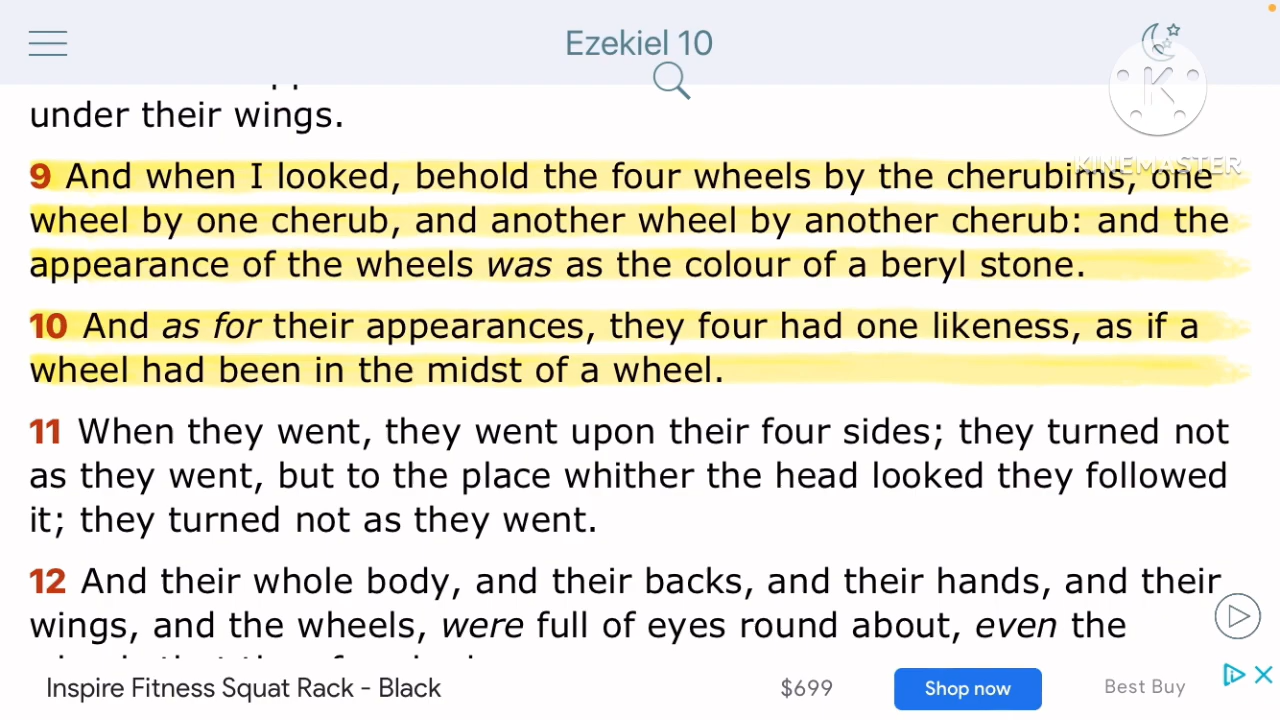 Ezekiel 10
under their wings.
K
KINEMASTER
9 And when I looked, behold the four wheels by the cherubims, one
wheel by one cherub, and another wheel by another cherub: and the
appearance of the wheels was as the colour of a beryl stone.
10 And as for their appearances, they four had one likeness, as if a
wheel had been in the midst of a wheel.
11 When they went, they went upon their four sides; they turned not
as they went, but to the place whither the head looked they followed
it; they turned not as they went.
12 And their whole body, and their backs, and their hands, and their
wings, and the wheels, were full of eyes round about, even the
Inspire Fitness Squat Rack - Black
$699
Shop now
Best Buy